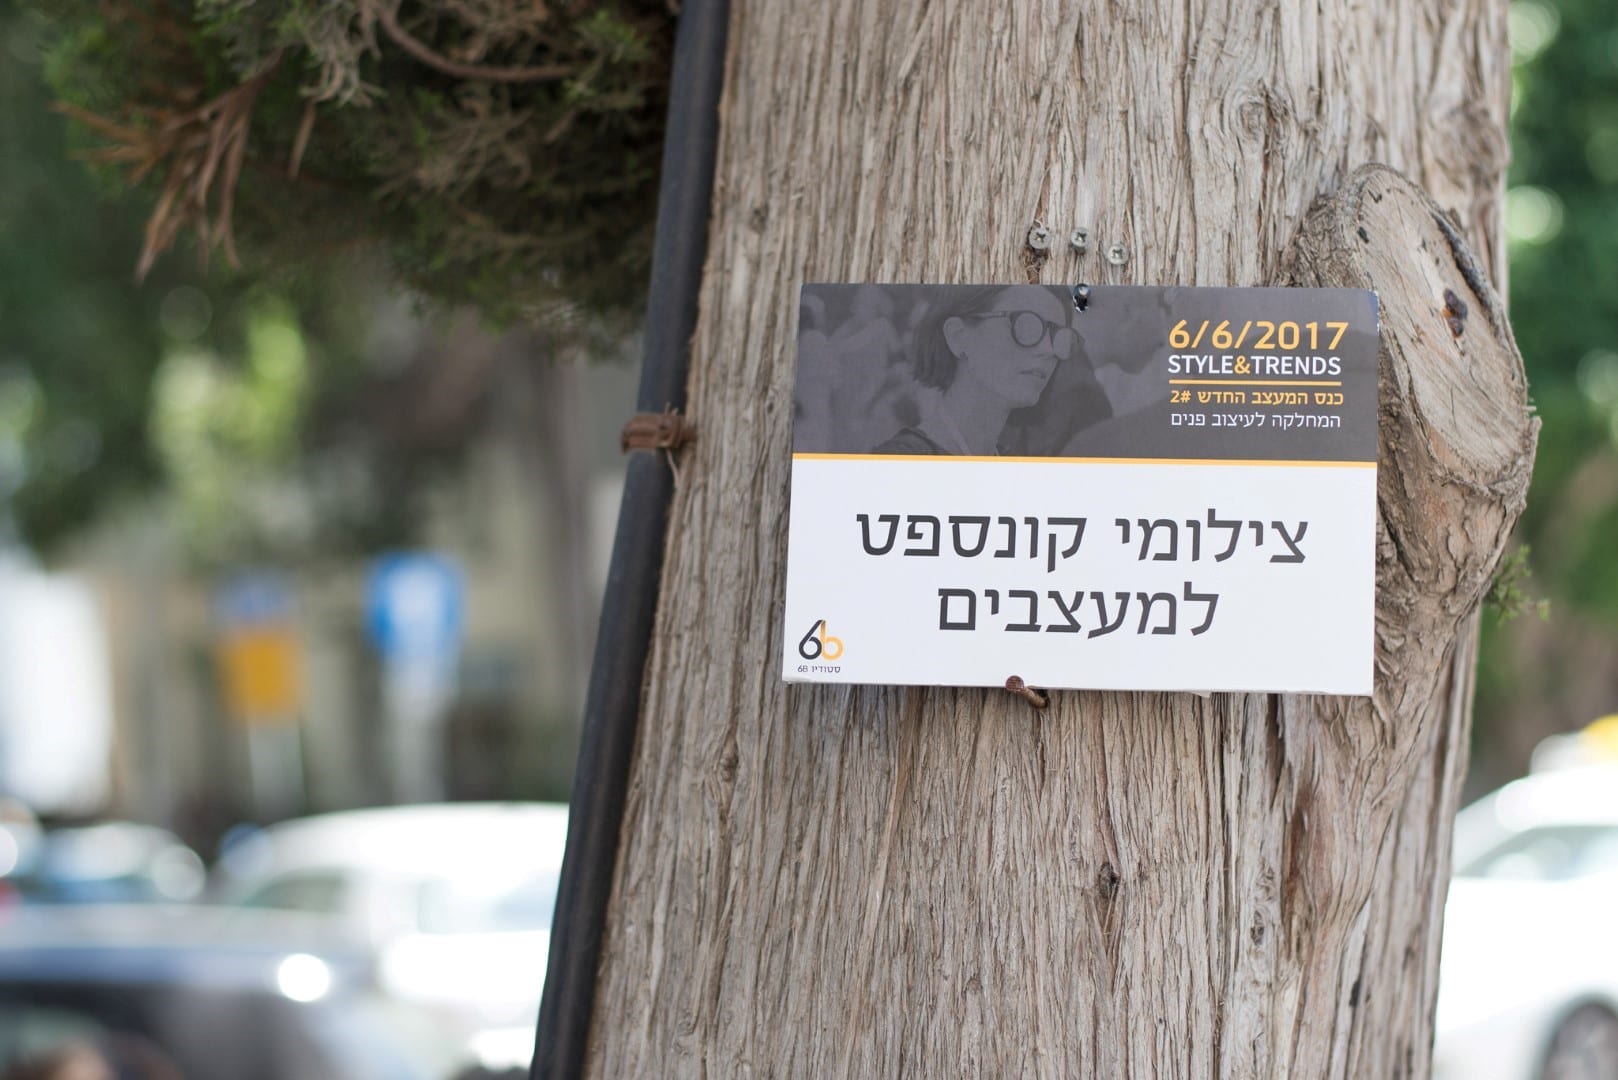 6/6/2017
STYLE&TRENDS
כנס המעצב החדש #2
המחלקה לעיצוב פנים
צילומי קונספט
למעצבים
6b
סטודיו 6B